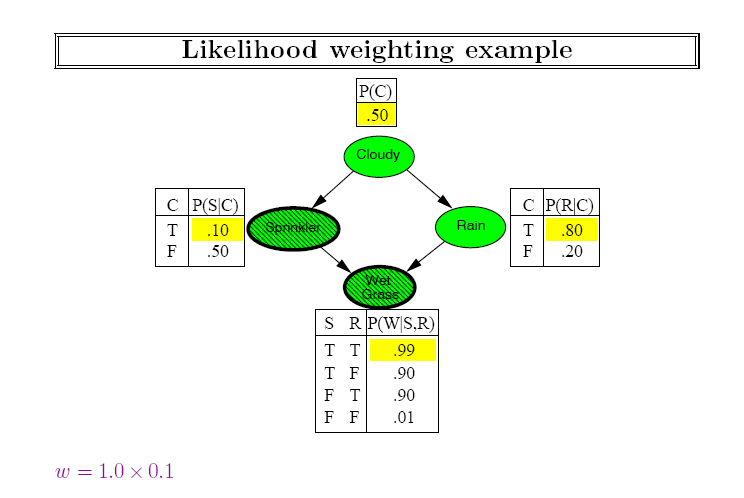 Likelihood weighting example
P(C)
.50
Cloudy
C P(S|C)
T .10
F .50
Sprinkler
Rain
C P(R|C)
T .80
F .20
Wet
Grass
S R P(W|S,R)
T T .99
T F .90
F T .90
F F .01
w = 1.0 × 0.1